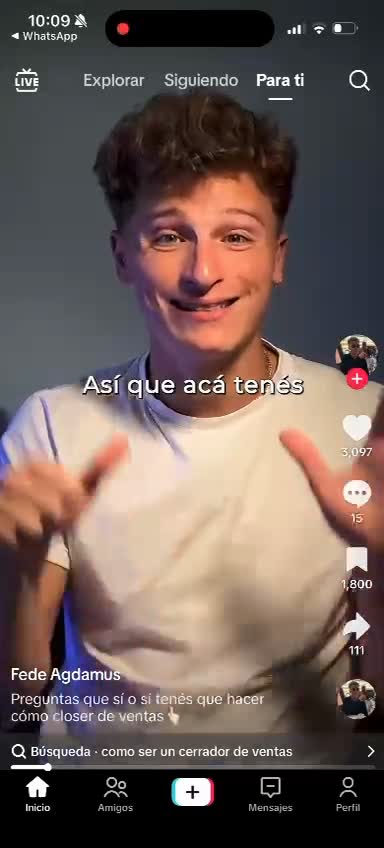 10:09
WhatsApp
LIVE
Explorar
Siguiendo
Para ti
Así que acá tenés
3,097
15
1,800
111
Fede Agdamus
Preguntas que sí o sí tenés que hacer
cómo closer de ventas👆🏻
Búsqueda · como ser un cerrador de ventas
Inicio
Amigos
Mensajes
Perfil